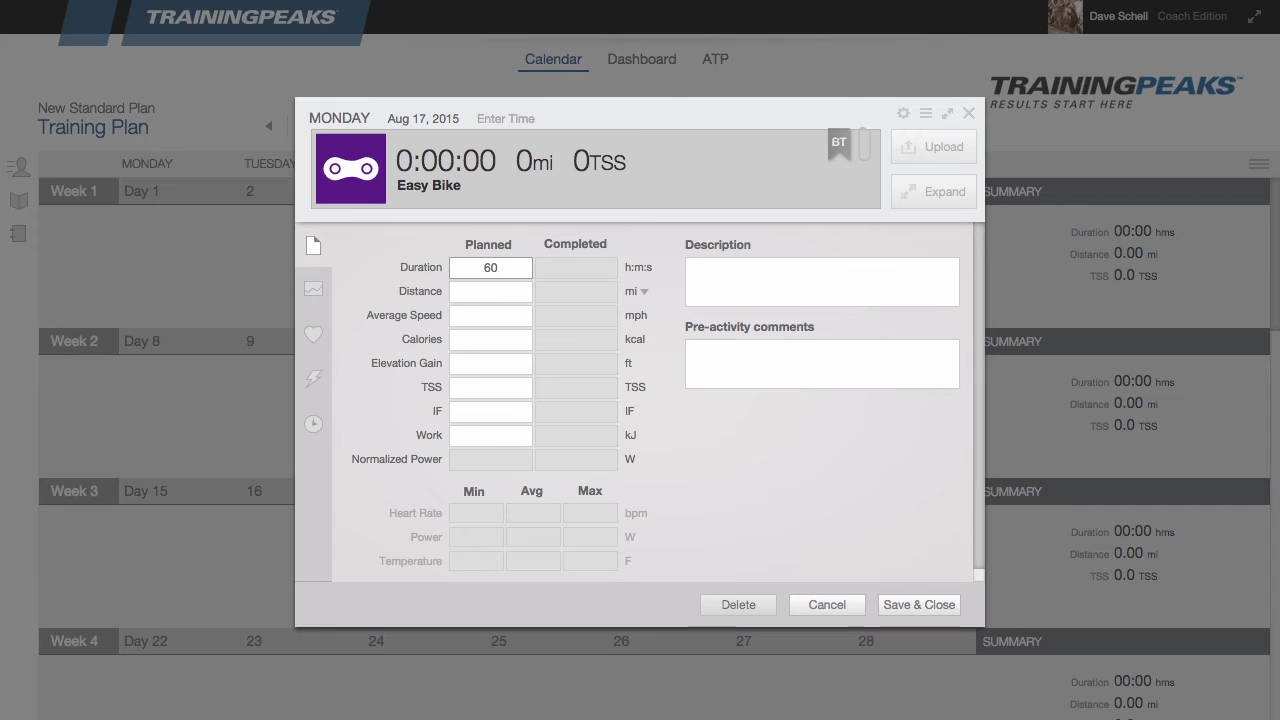 TRAININGPEAKS
Dave Schell Coach Edition
Calendar Dashboard ATP
New Standard Plan
Training Plan
TRAININGPEAKS
RESULTS START HERE
MONDAY TUESDAY
Week 1 Day 1 2 SUMMARY
Duration 00:00 hms
Distance 0.00 mi
TSS 0.0 TSS
Week 2 Day 8 9 SUMMARY
Duration 00:00 hms
Distance 0.00 mi
TSS 0.0 TSS
Week 3 Day 15 16 SUMMARY
Duration 00:00 hms
Distance 0.00 mi
TSS 0.0 TSS
Week 4 Day 22 23 24 25 26 27 28 SUMMARY
Duration 00:00 hms
Distance 0.00 mi
MONDAY Aug 17, 2015 Enter Time
0:00:00 0mi 0TSS
Easy Bike
BT
Upload
Expand
Planned Completed
Duration 60 h:m:s
Distance mi
Average Speed mph
Calories kcal
Elevation Gain ft
TSS TSS
IF IF
Work kJ
Normalized Power W
Min Avg Max
Heart Rate bpm
Power W
Temperature F
Description
Pre-activity comments
Delete Cancel Save & Close